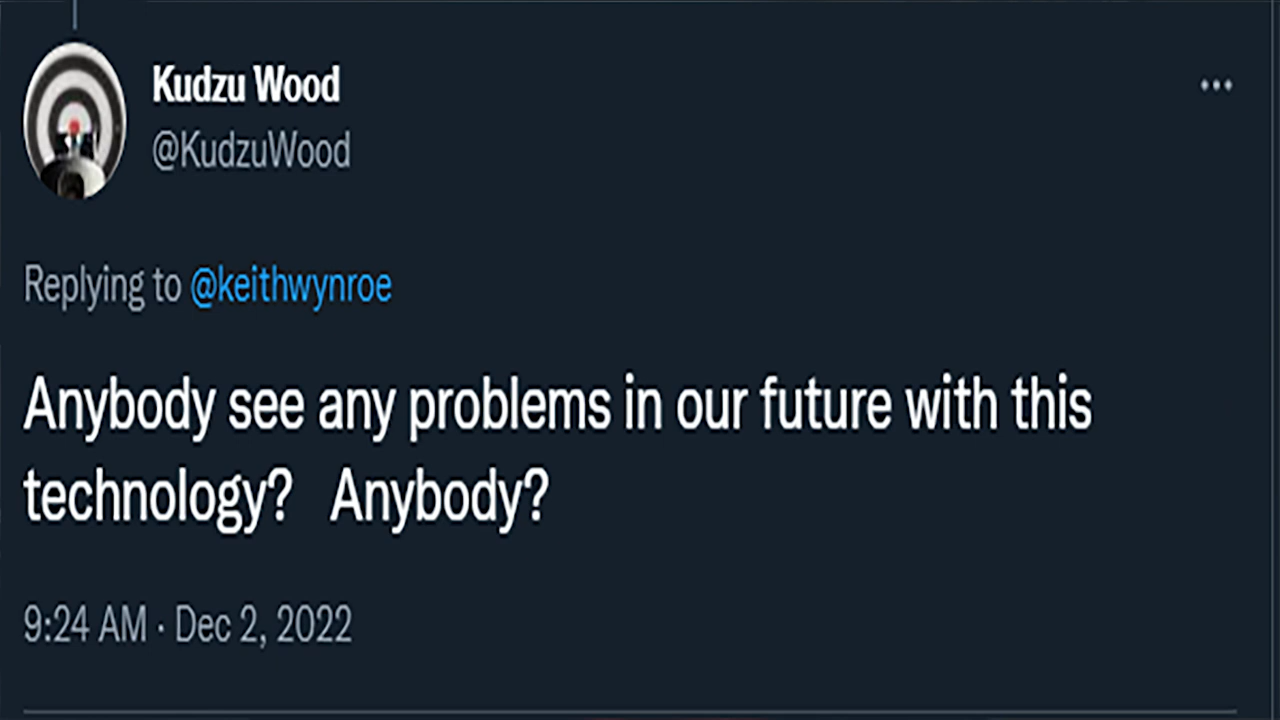 Kudzu Wood
@KudzuWood
Replying to @keithwynroe
Anybody see any problems in our future with this
technology?   Anybody?
9:24 AM · Dec 2, 2022